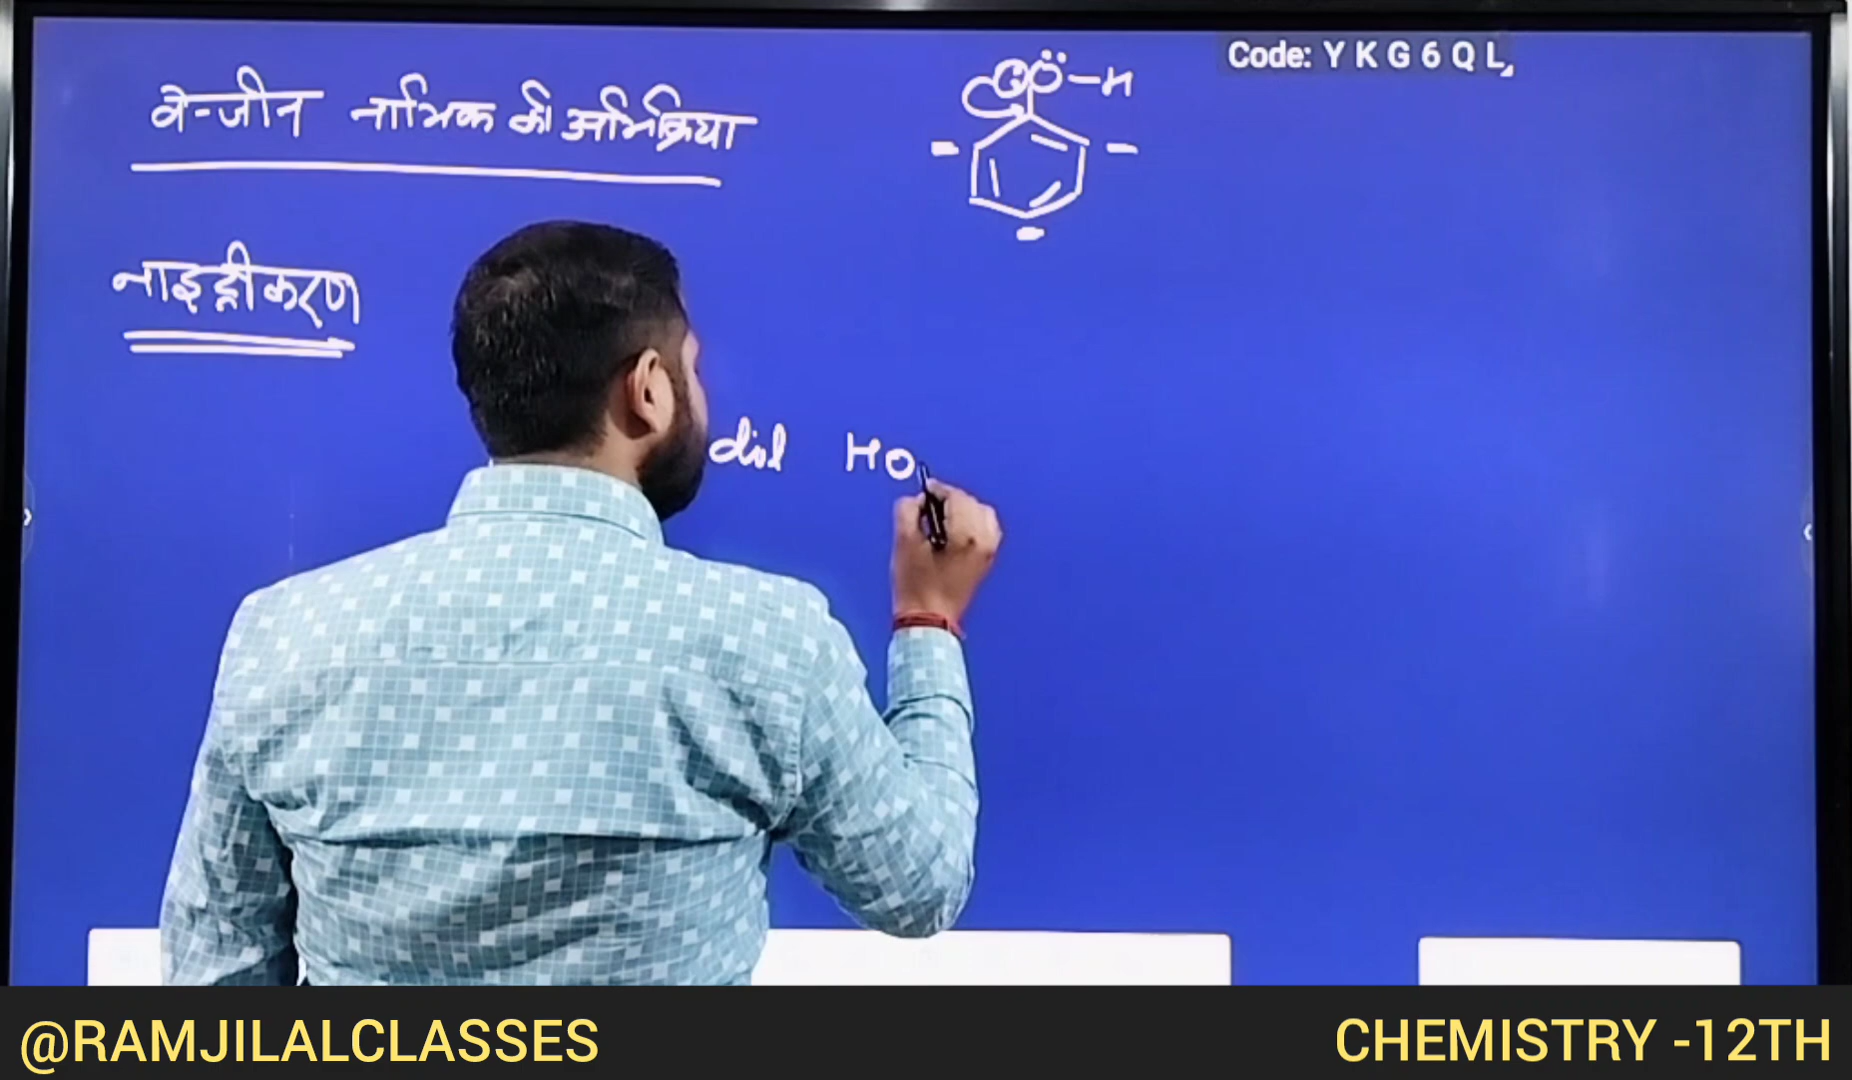 Code: Y K G 6 Q L
बेन्जीन नाभिक की अभिक्रिया
O-H
नाइट्रीकरण
dil HO
@RAMJILALCLASSES
CHEMISTRY -12TH